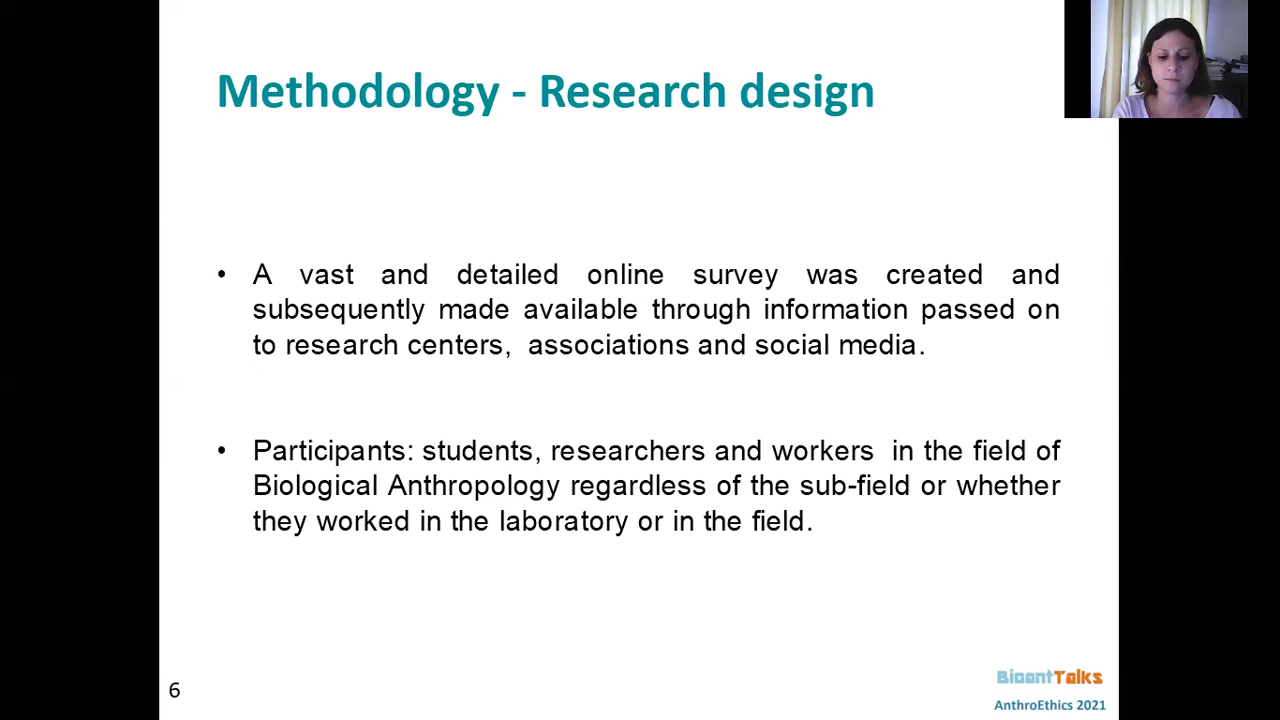 Methodology - Research design
• A vast and detailed online survey was created and
subsequently made available through information passed on
to research centers, associations and social media.
• Participants: students, researchers and workers in the field of
Biological Anthropology regardless of the sub-field or whether
they worked in the laboratory or in the field.
6
BioantTalks
AnthroEthics 2021